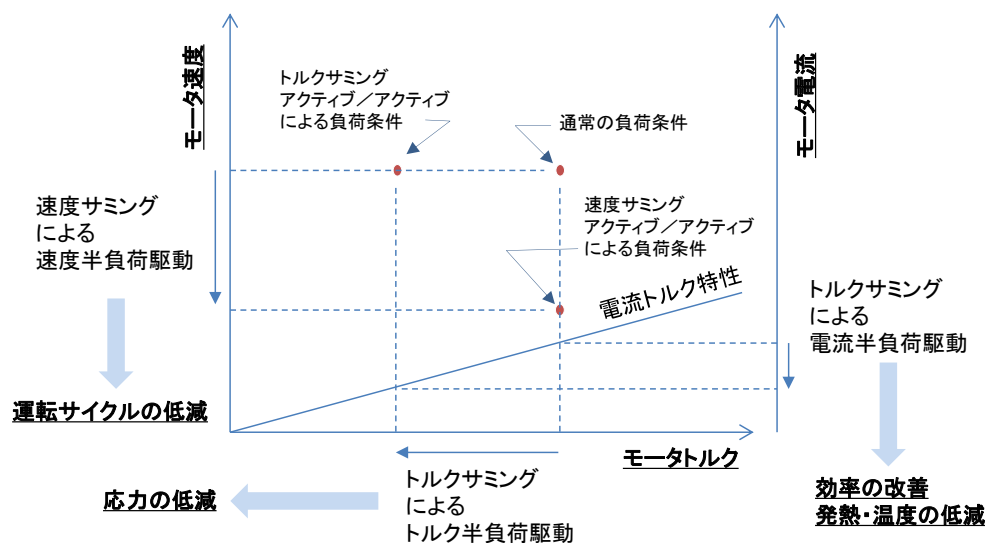 モータ速度
モータ電流
トルクサミング
アクティブ／アクティブ
による負荷条件
通常の負荷条件
速度サミング
による
速度半負荷駆動
速度サミング
アクティブ／アクティブ
による負荷条件
電流トルク特性
トルクサミング
による
電流半負荷駆動
運転サイクルの低減
モータトルク
応力の低減
トルクサミング
による
トルク半負荷駆動
効率の改善
発熱・温度の低減